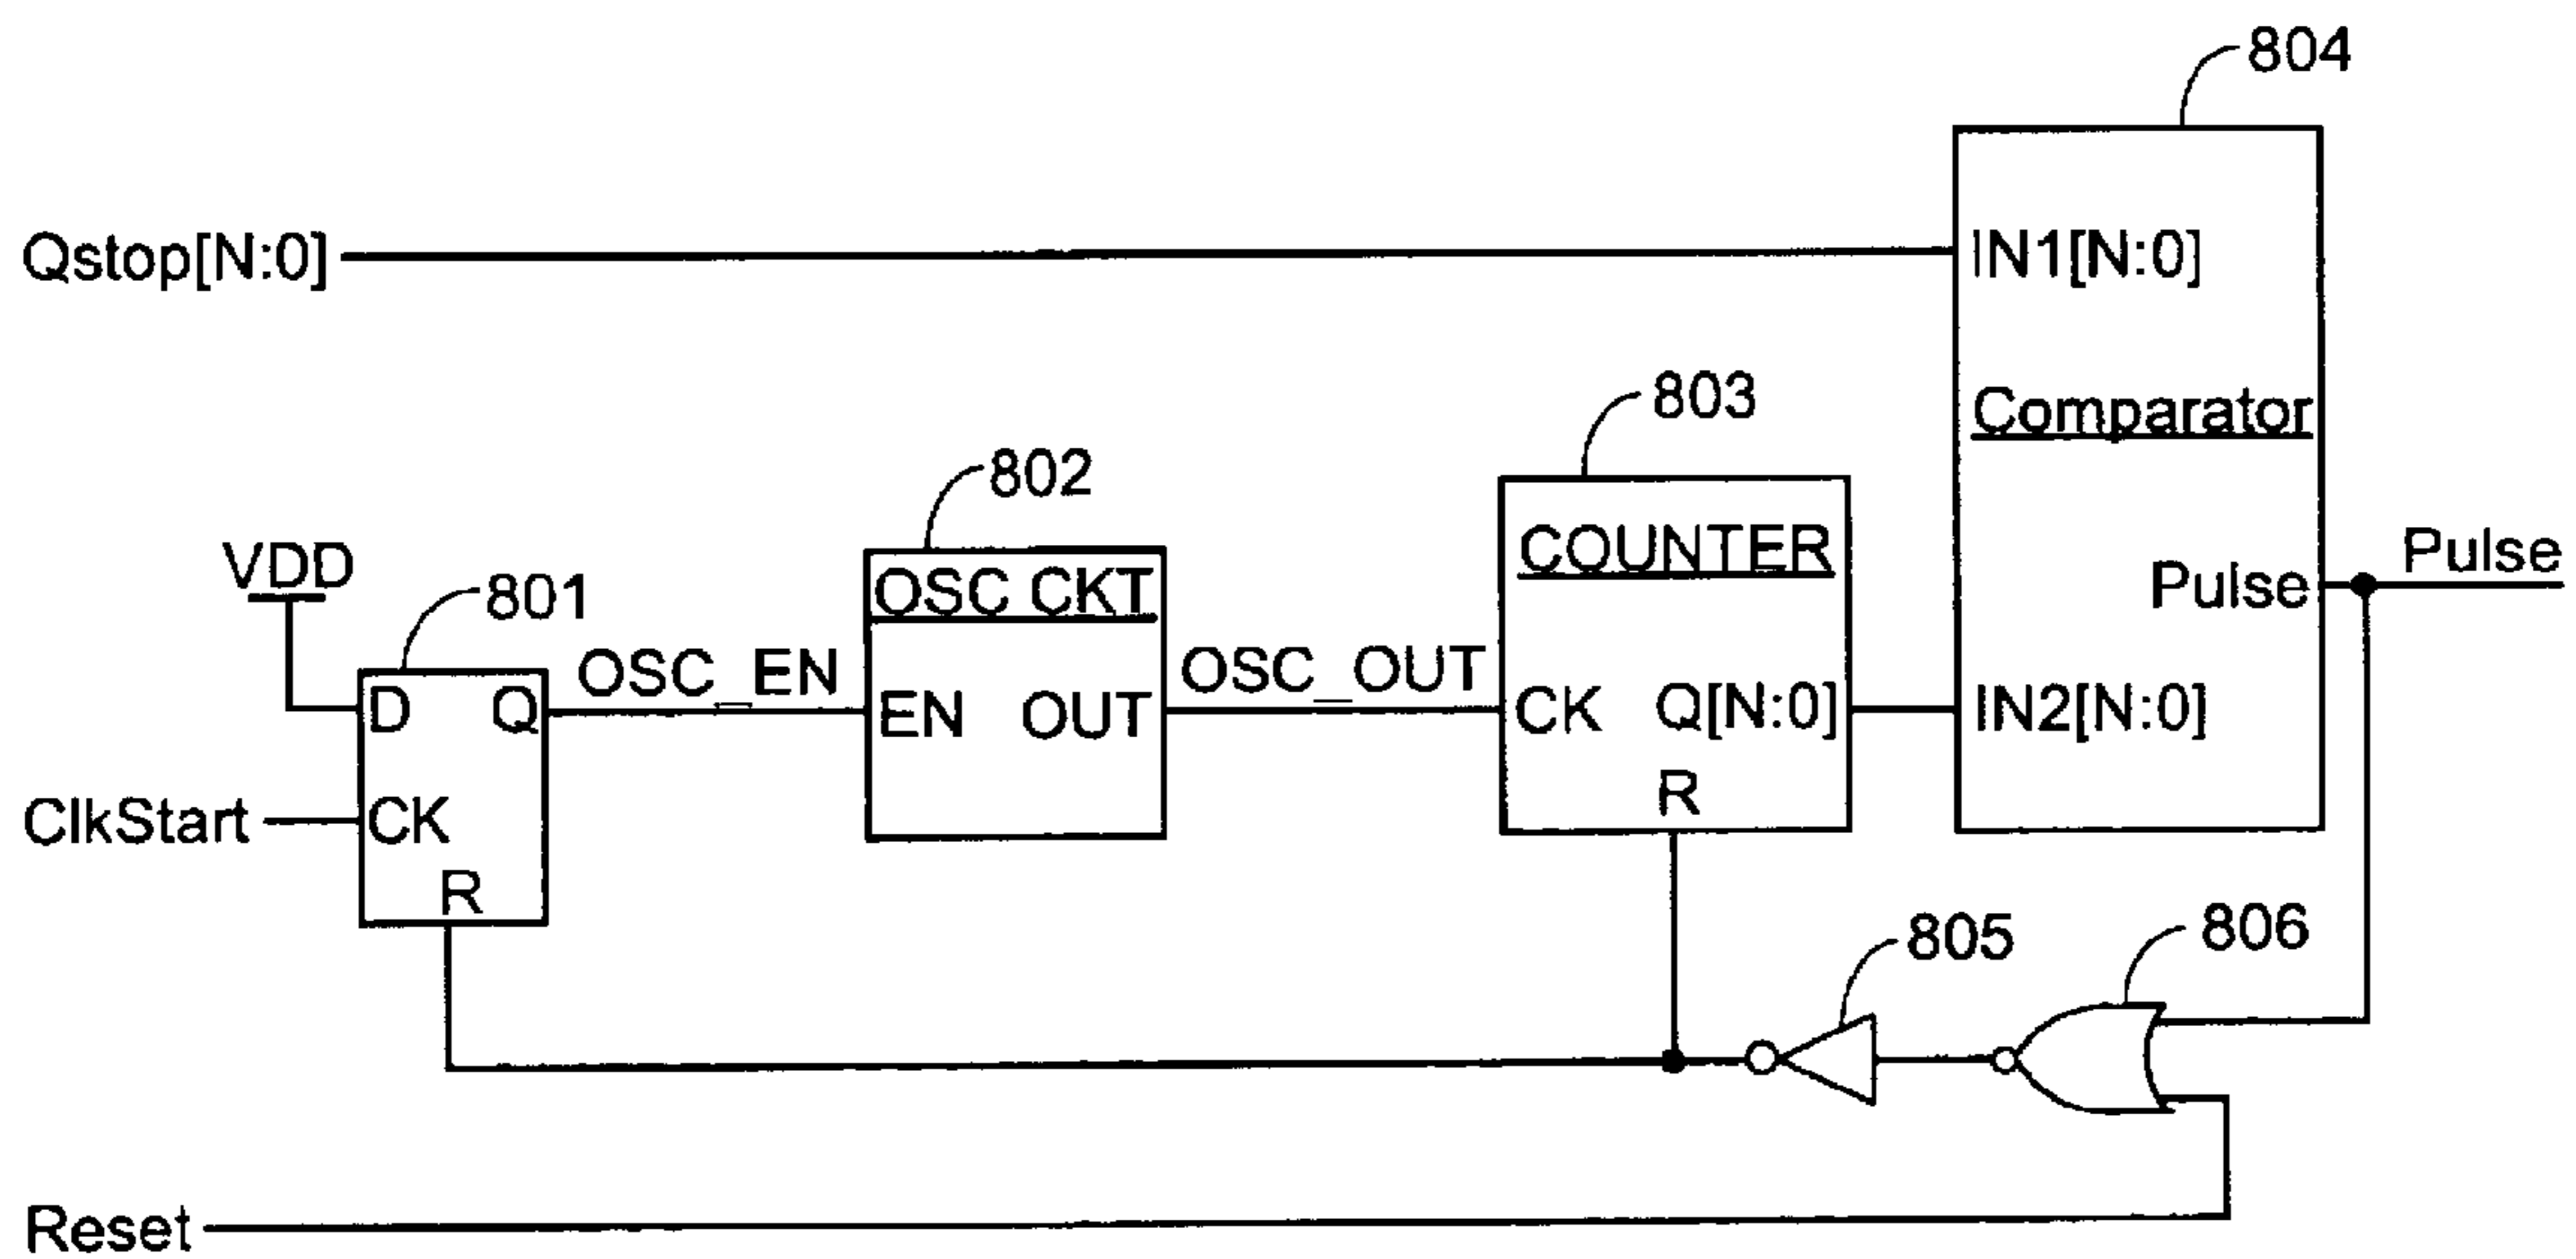 804
Qstop[N:0]
IN1[N:0]
803
Comparator
802
COUNTER
VDD
801
OSC CKT
Pulse
Pulse
OSC_EN
OSC_OUT
D
Q
EN
OUT
CK
Q[N:0]
IN2[N:0]
R
ClkStart
CK
R
805
806
Reset